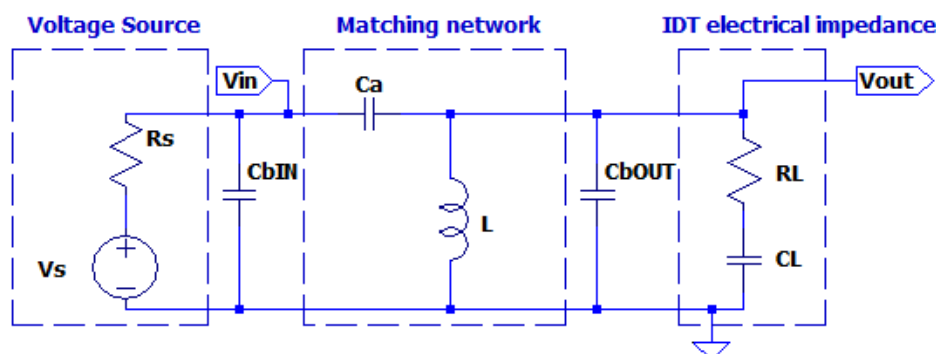 Voltage Source
Matching network
IDT electrical impedance
Vin
Vout
Ca
Rs
CbIN
CbOUT
RL
L
CL
Vs